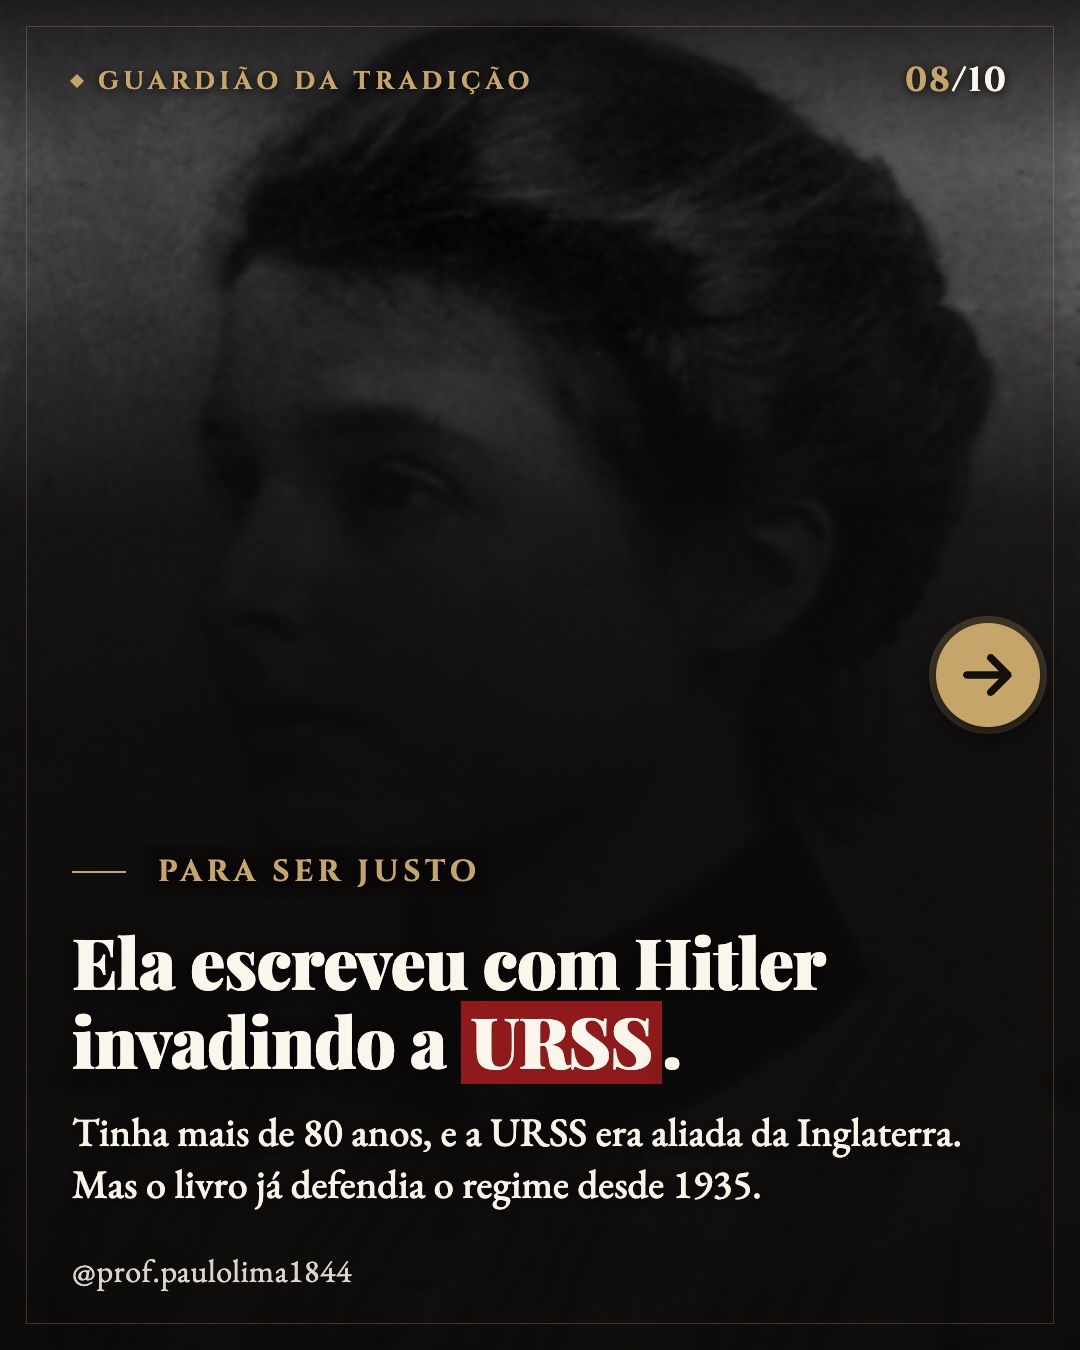 GUARDIÃO DA TRADIÇÃO
08/10
PARA SER JUSTO
Ela escreveu com Hitler
invadindo a URSS.
Tinha mais de 80 anos, e a URSS era aliada da Inglaterra.
Mas o livro já defendia o regime desde 1935.
@prof.paulolima1844